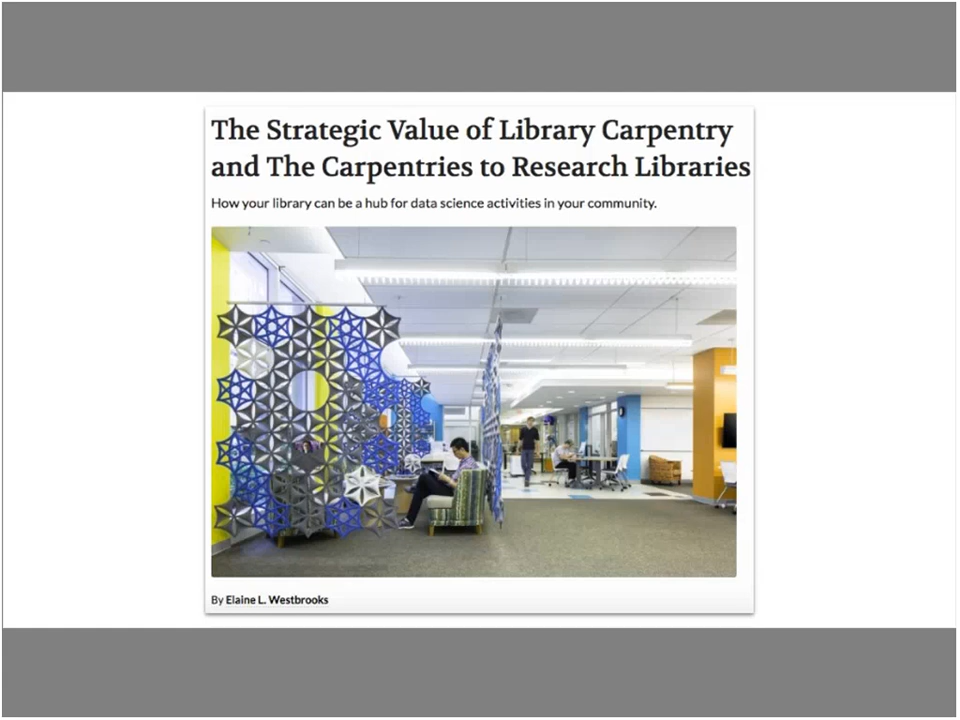 The Strategic Value of Library Carpentry
and The Carpentries to Research Libraries
How your library can be a hub for data science activities in your community.
By Elaine L. Westbrooks